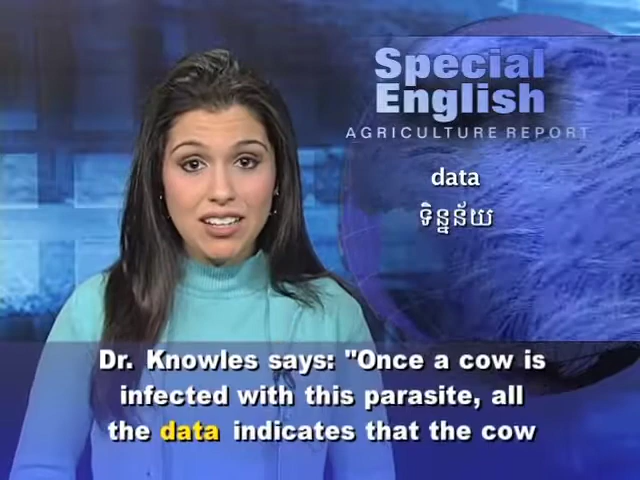 Special
English
AGRICULTURE REPORT
data
ទិន្នន័យ
Dr. Knowles says: "Once a cow is
infected with this parasite, all
the data indicates that the cow